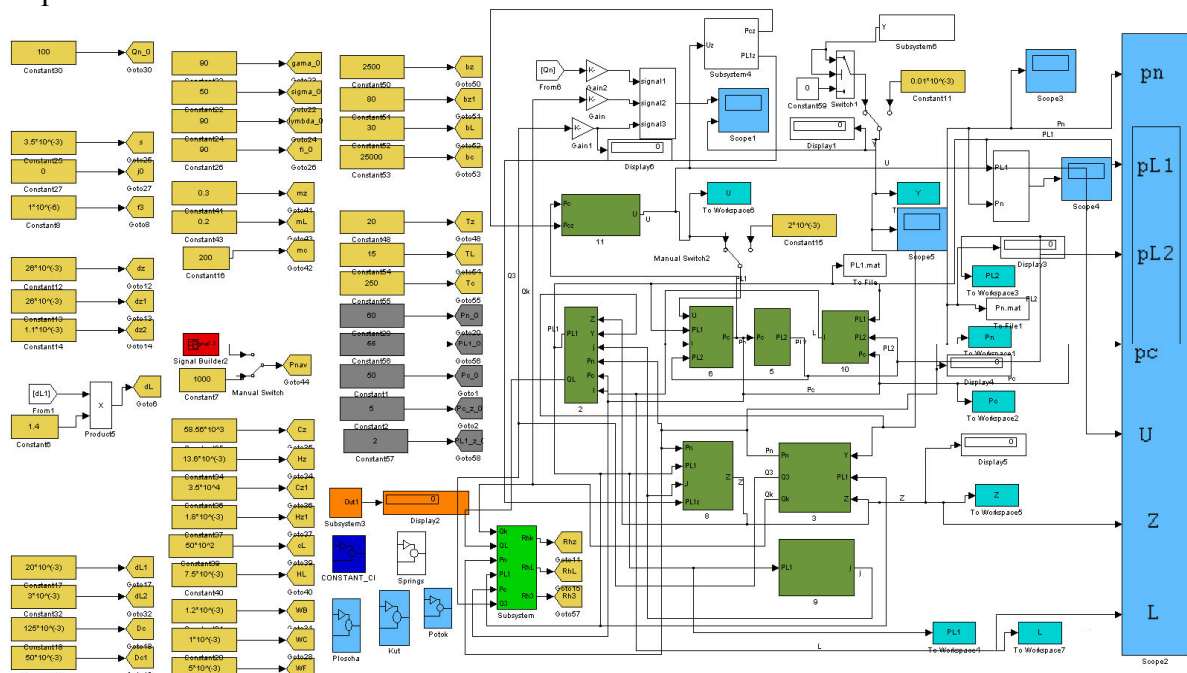 100
Qn_0
Constant30
Goto30
3.5*10^(-3)
s
Constant25
Goto25
0
j0
Constant27
Goto27
1*10^(-6)
f3
Constant8
Goto8
26*10^(-3)
dz
Constant12
Goto12
26*10^(-3)
dz1
Constant13
Goto13
1.1*10^(-3)
dz2
Constant14
Goto14
[dL1]
From1
1.4
Constant5
X
Product5
dL
Goto6
20*10^(-3)
dL1
Constant17
Goto17
3*10^(-3)
dL2
Constant32
Goto32
125*10^(-3)
Dc
Constant18
Goto18
50*10^(-3)
Dc1
90
gama_0
50
sigma_0
Constant22
Goto22
90
lymbda_0
Constant24
Goto24
90
fi_0
Constant26
Goto26
0.3
mz
Constant41
Goto41
0.2
mL
Constant43
Goto43
200
mc
Constant16
Goto42
Signal Builder2
1000
Constant7
Manual Switch
Pnav
Goto44
58.56*10^3
Cz
13.6*10^(-3)
Hz
Constant34
Goto34
3.5*10^4
Cz1
Constant36
Goto36
1.8*10^(-3)
Hz1
Constant37
Goto37
50*10^2
cL
Constant39
Goto39
7.5*10^(-3)
HL
Constant40
Goto40
1.2*10^(-3)
WB
1*10^(-3)
WC
Goto28
5*10^(-3)
WF
2500
bz
Constant50
Goto50
80
bz1
Constant51
Goto51
30
bL
Constant52
Goto52
25000
bc
Constant53
Goto53
20
Tz
Constant48
Goto48
15
TL
Constant54
Goto54
250
Tc
Constant55
Goto55
60
Pn_0
Goto20
66
PL1_0
Constant56
Goto56
50
Pc_0
Constant1
Goto1
5
Pc_z_0
Constant2
Goto2
2
PL1_z_0
Constant57
Goto58
Out1
Subsystem3
0
Display2
CONSTANT_CI
Springs
Ploscha
Kut
Potok
Qk
QL
Pn
PL1
Pc
Q3
Rhk
RhL
Rh3
Subsystem
Rhz
Goto11
RhL
Rh3
Goto57
[Qn]
From6
K-
Gain2
K-
Gain
K-
Gain1
signal1
signal2
signal3
0
Display6
Uz
Pcz
PL1z
Subsystem4
Scope1
Y
Subsystem6
0
Constant59
Switch1
0.01*10^(-3)
Constant11
0
Display1
Y
Scope3
Pn
PL1
PL1
Pn
Scope4
U
Pc
Pcz
U
11
U
U
To Workspace6
Y
Scope5
2*10^(-3)
Constant15
Manual Switch2
PL1
PL1.mat
To File
0
Display3
PL2
To Workspace3
Pn.mat
PL2
To File1
Pn
To Workspace1
0
Display4
Pc
Pc
To Workspace2
Q3
Qk
PL1
QL
Z
Y
j
Pn
Pc
i
2
U
PL1
i
PL2
Pc
6
Pc
PL2
5
PL1
PL2
Pc
L
10
Pc
Pn
PL1
J
PL1z
Z
8
Pn
Q3
Qk
Y
PL1
Z
3
Z
0
Display5
Z
To Workspace5
PL1
j
9
L
PL1
To Workspace4
L
To Workspace7
pn
pL1
pL2
pc
U
Z
L
Scope2